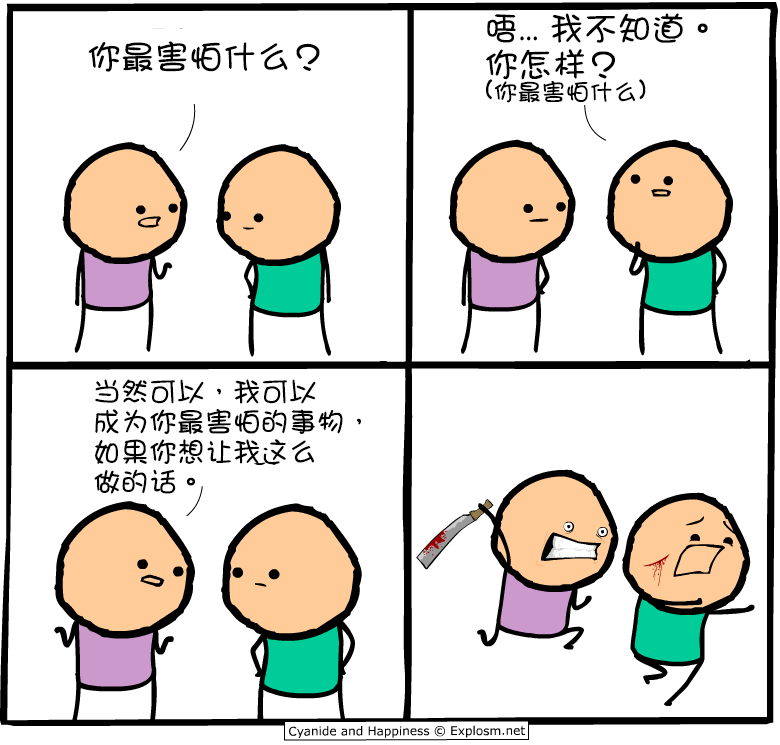 你最害怕什么？
唔... 我不知道。
你怎样？
(你最害怕什么)
当然可以，我可以
成为你最害怕的事物，
如果你想让我这么
做的话。
Cyanide and Happiness © Explosm.net